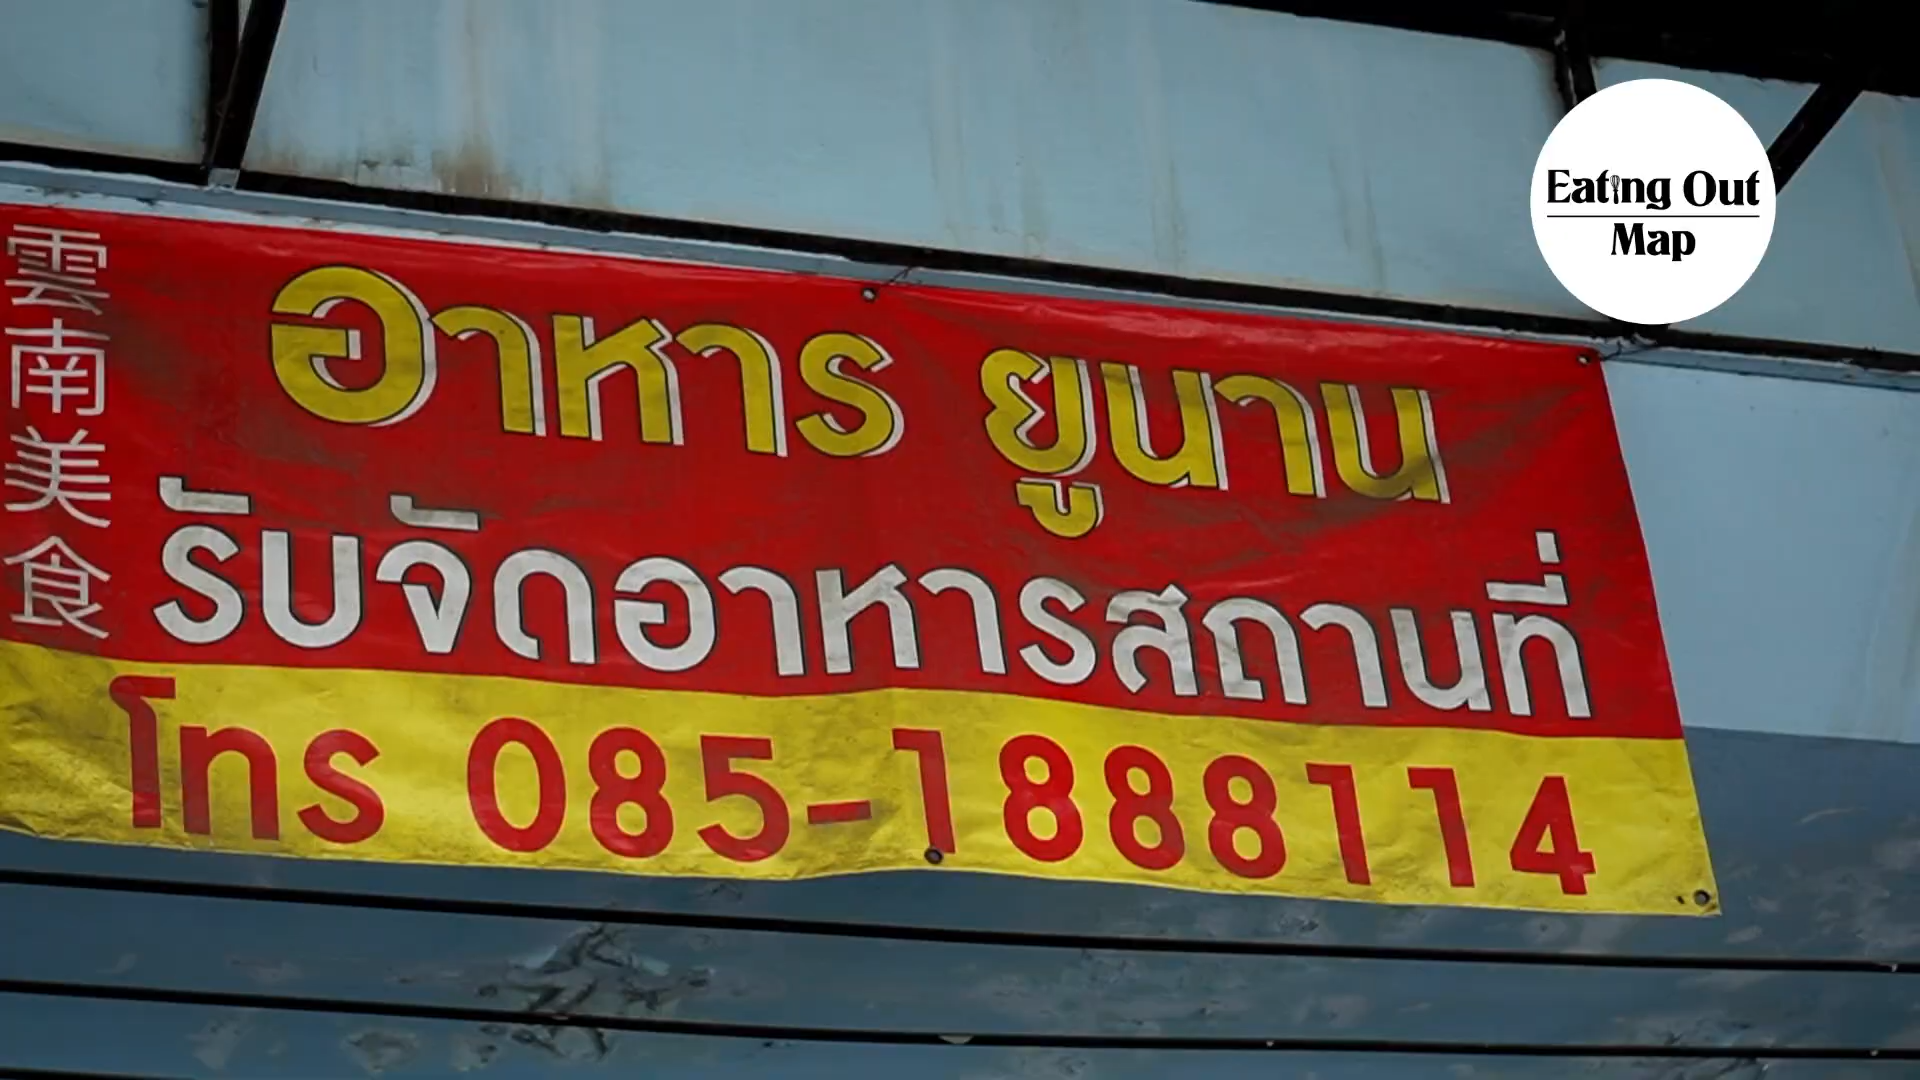 雲南美食
อาหาร ยูนาน
รับจัดอาหารสถานที่
โทร 085-1888114
Eating Out
Map